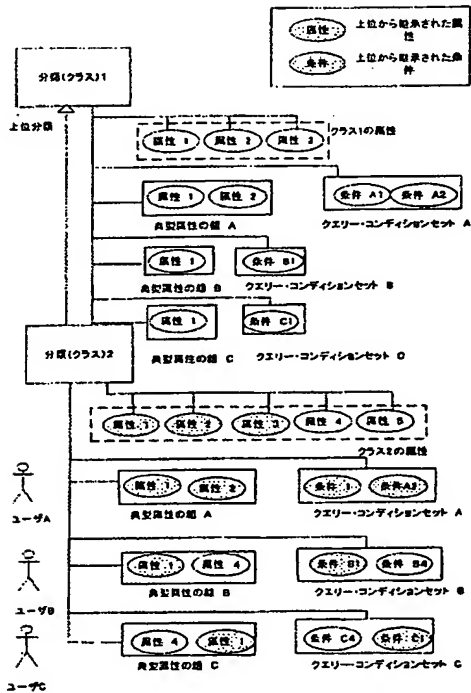 属性 上位から継承された属
性
条件 上位から継承された条
件
分類(クラス)1
上位分類
属性 1 属性 2 属性 3
クラス1の属性
属性 1 属性 2
条件 A1 条件 A2
典型属性の組 A クエリー・コンディションセット A
属性 1 条件 B1
典型属性の組 B クエリー・コンディションセット B
属性 1 条件 C1
典型属性の組 C クエリー・コンディションセット C
分類(クラス)2
属性 1 属性 2 属性 3 属性 4 属性 5
クラス2の属性
属性 1 属性 2 条件 1 条件A2
ユーザA 典型属性の組 A クエリー・コンディションセット A
属性 1 属性 4 条件 B1 条件 B4
ユーザB 典型属性の組 B クエリー・コンディションセット B
属性 4 属性 1 条件 C4 条件 C1
ユーザC 典型属性の組 C クエリー・コンディションセット C